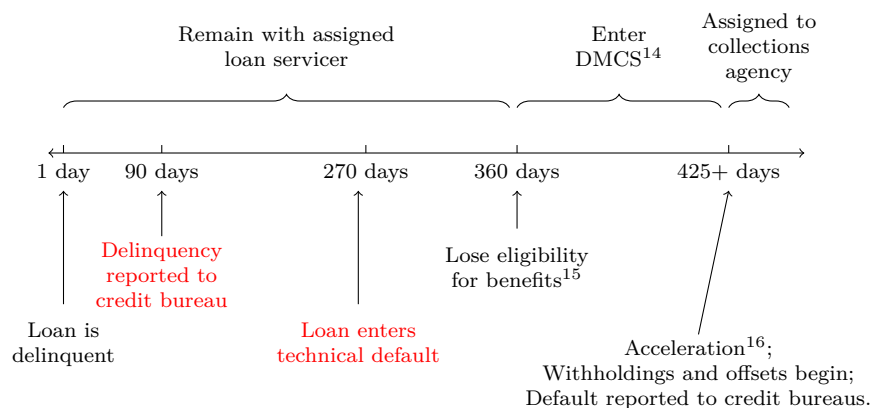 Remain with assigned
loan servicer
Enter
DMCS14
Assigned to
collections
agency
1 day
90 days
270 days
360 days
425+ days
Delinquency
reported to
credit bureau
Lose eligibility
for benefits15
Loan is
delinquent
Loan enters
technical default
Acceleration16;
Withholdings and offsets begin;
Default reported to credit bureaus.